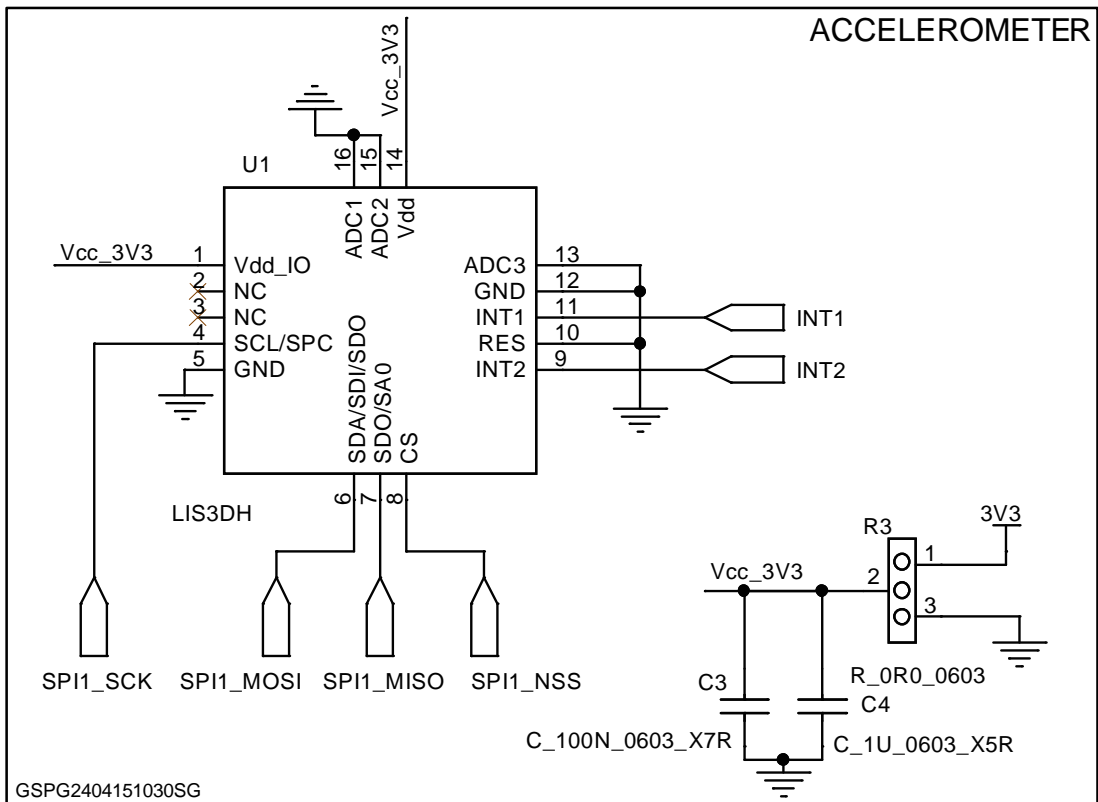 ACCELEROMETER
Vcc_3V3
U1
16
15
14
ADC1
ADC2
Vdd
Vcc_3V3
1
Vdd_IO
2
NC
3
NC
4
SCL/SPC
5
GND
ADC3
13
GND
12
INT1
11
INT1
RES
10
INT2
9
INT2
SDA/SDI/SDO
SDO/SA0
CS
6
7
8
LIS3DH
SPI1_SCK
SPI1_MOSI
SPI1_MISO
SPI1_NSS
R3
3V3
1
Vcc_3V3
2
3
R_0R0_0603
C3
C4
C_100N_0603_X7R
C_1U_0603_X5R
GSPG2404151030SG